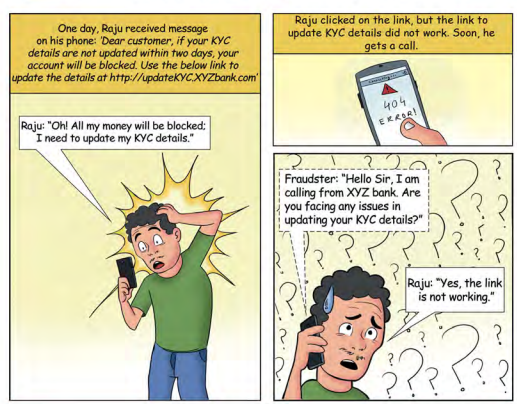 One day, Raju received message
on his phone: 'Dear customer, if your KYC
details are not updated within two days, your
account will be blocked. Use the below link to
update the details at http://updateKYC.XYZbank.com'
Raju: "Oh! All my money will be blocked;
I need to update my KYC details."
Raju clicked on the link, but the link to
update KYC details did not work. Soon, he
gets a call.
404
ERROR!
Fraudster: "Hello Sir, I am
calling from XYZ bank. Are
you facing any issues in
updating your KYC details?"
Raju: "Yes, the link
is not working."